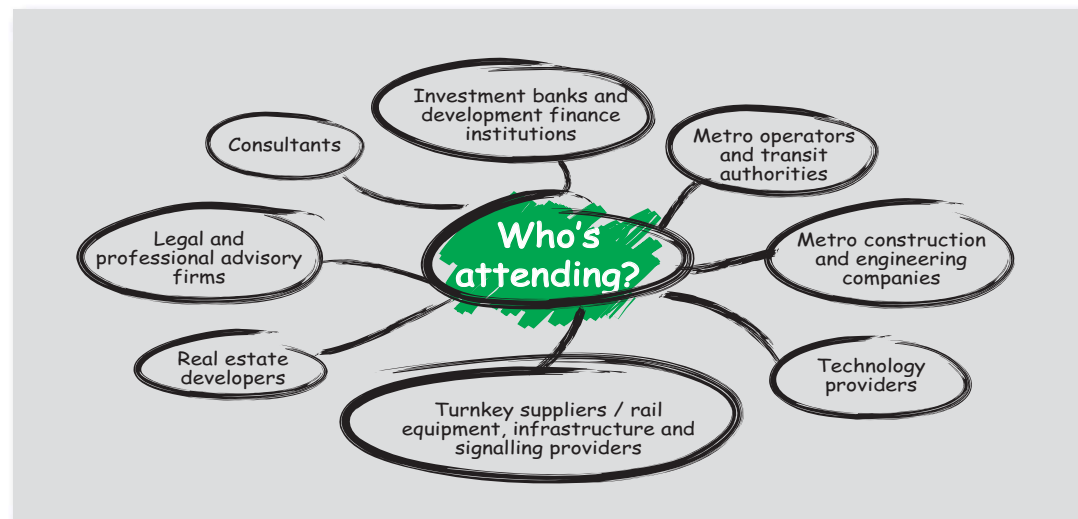 Investment banks and
development finance
institutions
Consultants
Metro operators
and transit
authorities
Who's
attending?
Legal and
professional advisory
firms
Metro construction
and engineering
companies
Real estate
developers
Technology
providers
Turnkey suppliers / rail
equipment, infrastructure and
signalling providers